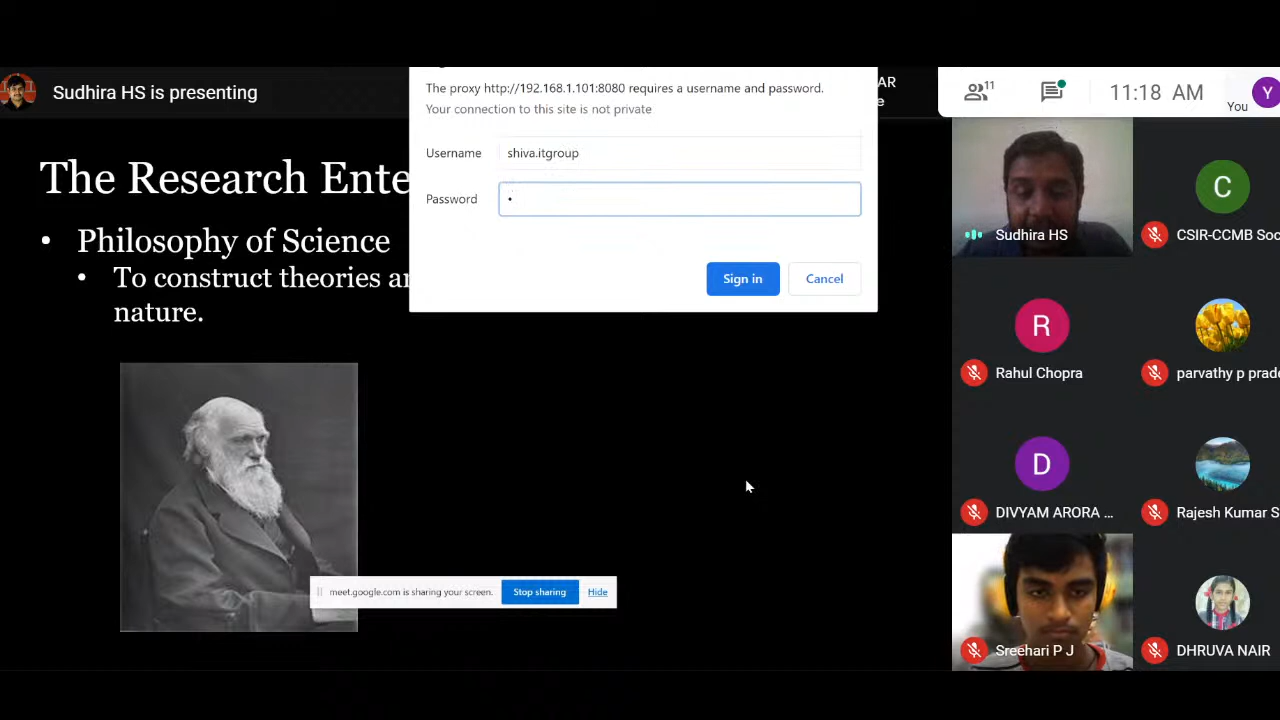 Sudhira HS is presenting
The proxy http://192.168.1.101:8080 requires a username and password.
Your connection to this site is not private
Username
shiva.itgroup
Password
•
Sign in
Cancel
AR
e
11
11:18 AM
You
Y
The Research Ente
• Philosophy of Science
• To construct theories
nature.
meet.google.com is sharing your screen.
Stop sharing
Hide
Sudhira HS
C
CSIR-CCMB Soc
R
Rahul Chopra
parvathy p prade
D
DIVYAM ARORA ...
Rajesh Kumar S
Sreehari P J
DHRUVA NAIR